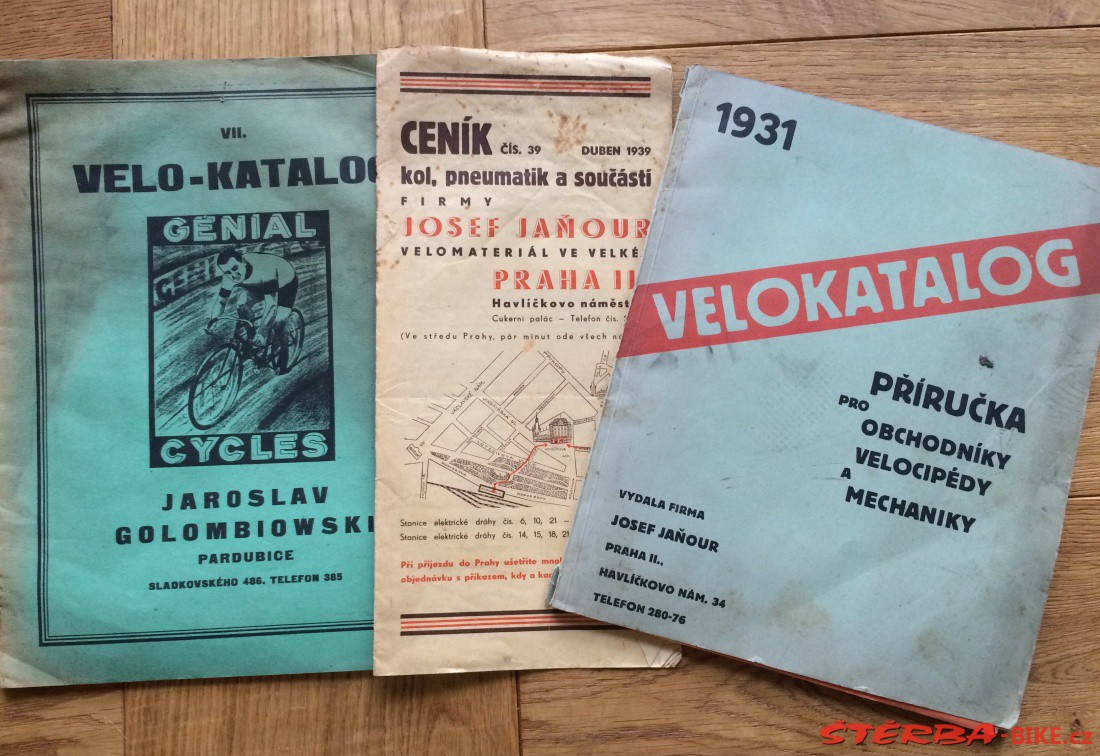 VII.
VELO-KATALOG
GENIAL
CYCLES
JAROSLAV
GOLOMBIOWSKI
PARDUBICE
SLADKOVSKÉHO 486. TELEFON 385
CENÍK ČÍS. 39 DUBEN 1939
kol, pneumatik a součástí
FIRMY
JOSEF JAŇOUR
VELOMATERIÁL VE VELKÉ
PRAHA II
Havlíčkovo náměst
Cukerní palác – Telefon čís.
(Ve středu Prahy, pár minut ode všech
VÁCLAVSKÉ NÁM.
Stanice elektrické dráhy čís. 6, 10, 21 –
Stanice elektrické dráhy čís. 14, 15, 18, 21
Při příjezdu do Prahy ušetříte mno
objednávku s příkazem, kdy a ka
1931
VELOKATALOG
PŘÍRUČKA
PRO
OBCHODNÍKY
VELOCIPÉDY
A
MECHANIKY
VYDALA FIRMA
JOSEF JAŇOUR
PRAHA II.,
HAVLÍČKOVO NÁM. 34
TELEFON 280-76
ŠTĚRBA-BIKE.cz